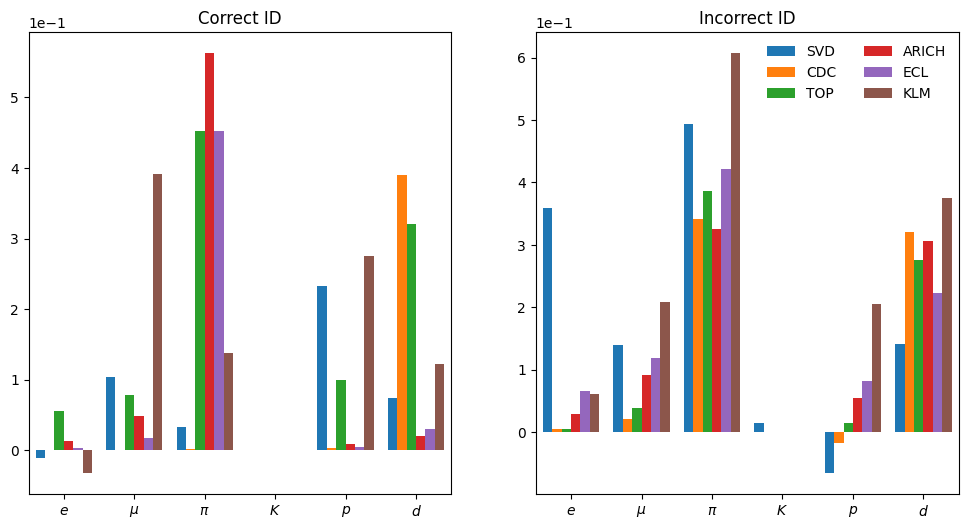 Correct ID
1e−1
5
4
3
2
1
0
e
μ
π
K
p
d
Incorrect ID
1e−1
6
5
4
3
2
1
0
SVD
CDC
TOP
ARICH
ECL
KLM
e
μ
π
K
p
d